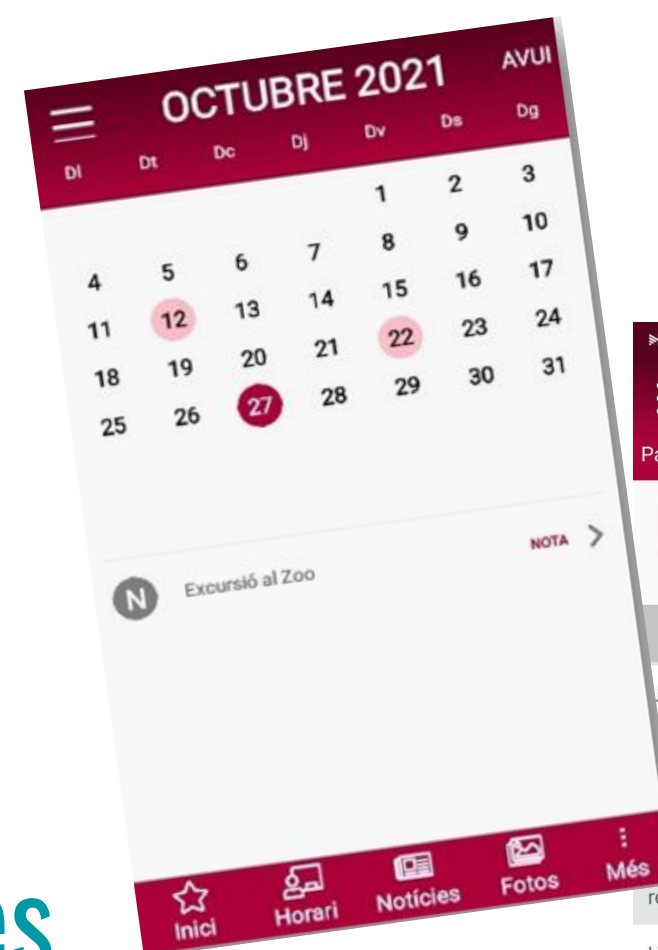 OCTUBRE 2021 AVUI
Dl Dt Dc Dj Dv Ds Dg
1 2 3
4 5 6 7 8 9 10
11 12 13 14 15 16 17
18 19 20 21 22 23 24
25 26 27 28 29 30 31
N Excursió al Zoo NOTA
Inici Horari Notícies Fotos Més